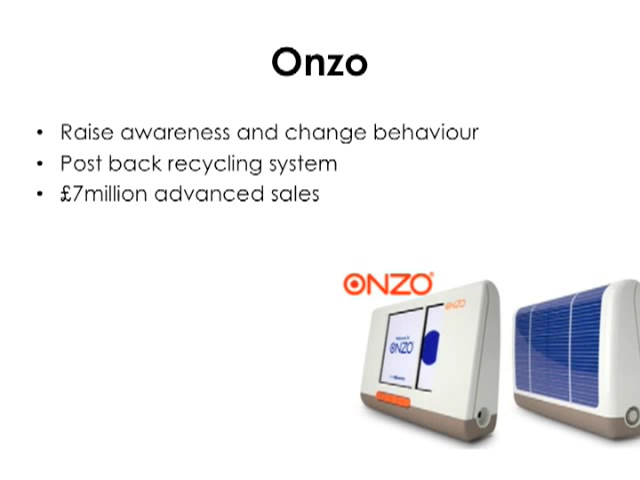 Onzo
• Raise awareness and change behaviour
• Post back recycling system
• £7million advanced sales
ONZO
ONZO
ONZO